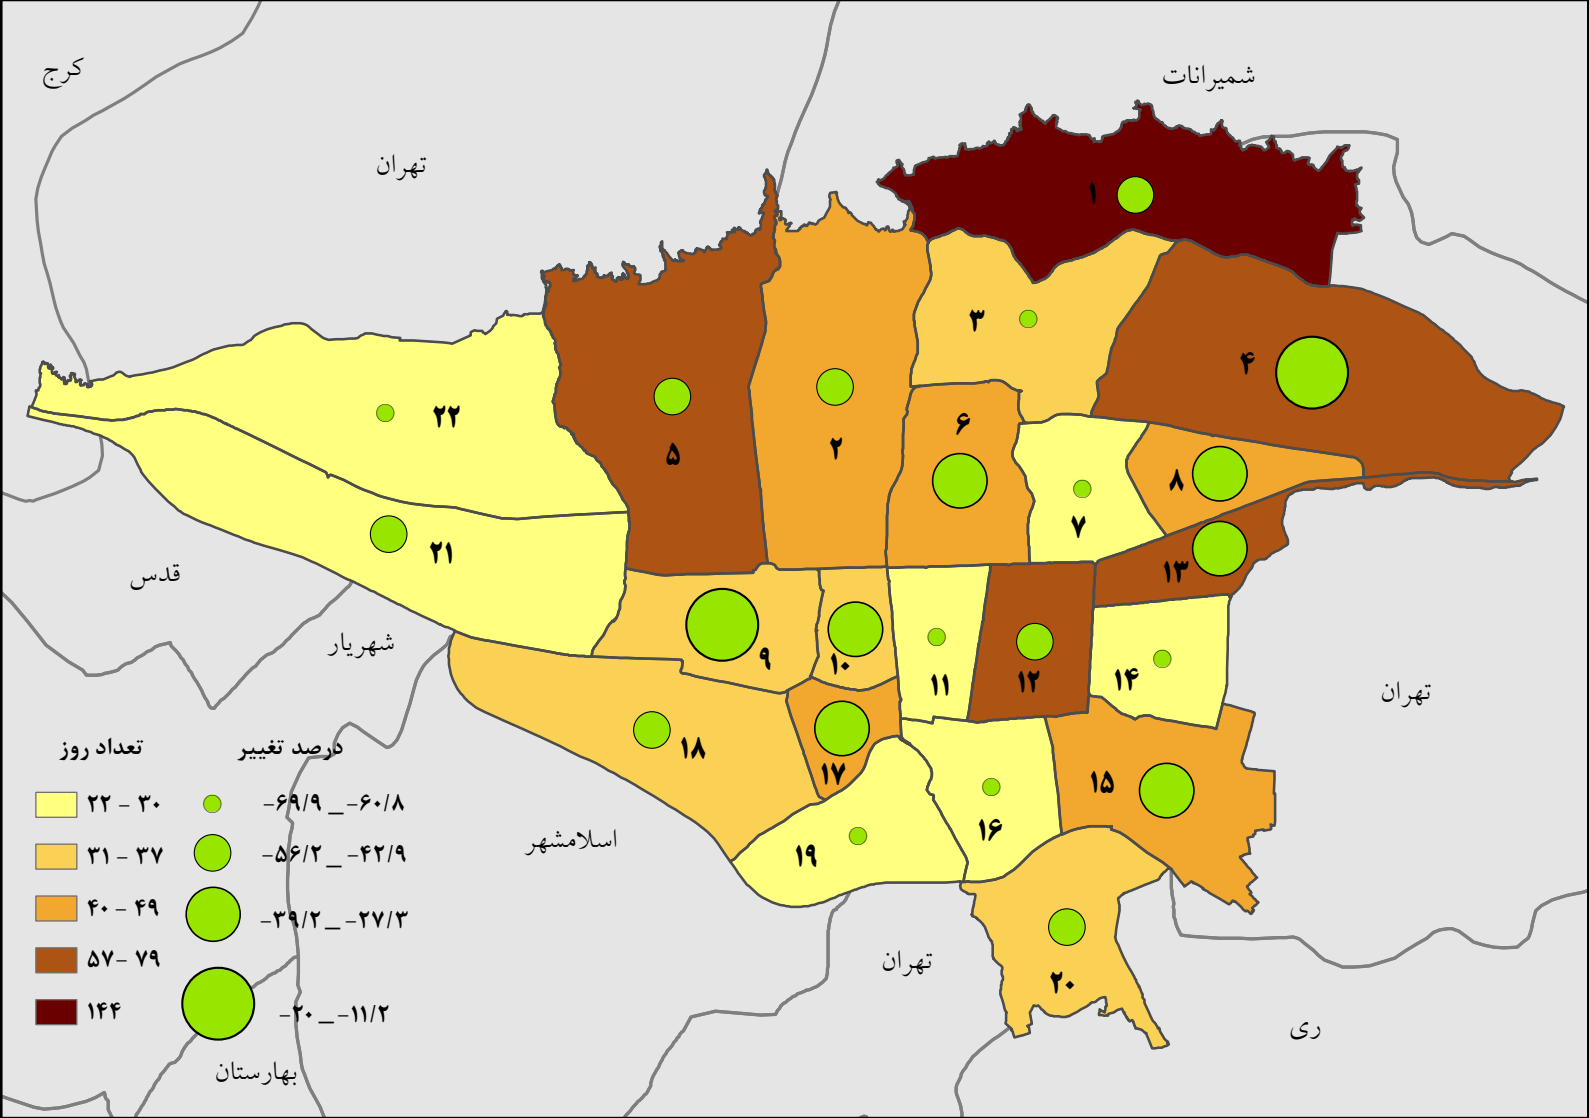 کرج
شمیرانات
تهران
۱
۳
۴
۲۲
۵
۲
۶
۸
۷
۲۱
۱۳
قدس
شهریار
۹
۱۰
۱۱
۱۲
۱۴
تهران
۱۸
۱۷
۱۵
۱۶
۱۹
اسلامشهر
تهران
۲۰
ری
تعداد روز
درصد تغییر
۲۲ - ۳۰
-۶۹/۹ _ -۶۰/۸
۳۱ - ۳۷
-۵۶/۲ _ -۴۲/۹
۴۰ - ۴۹
-۳۹/۲ _ -۲۷/۳
۵۷ - ۷۹
۱۴۴
-۲۰ _ -۱۱/۲
بهارستان